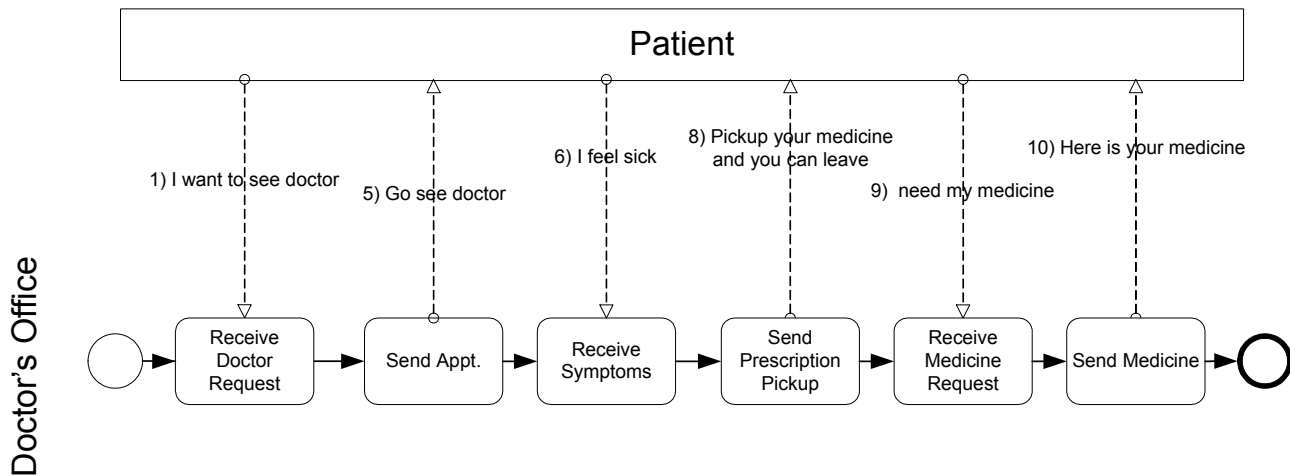 Patient
1) I want to see doctor
5) Go see doctor
6) I feel sick
8) Pickup your medicine
and you can leave
9)  need my medicine
10) Here is your medicine
Doctor's Office
Receive
Doctor
Request
Send Appt.
Receive
Symptoms
Send
Prescription
Pickup
Receive
Medicine
Request
Send Medicine